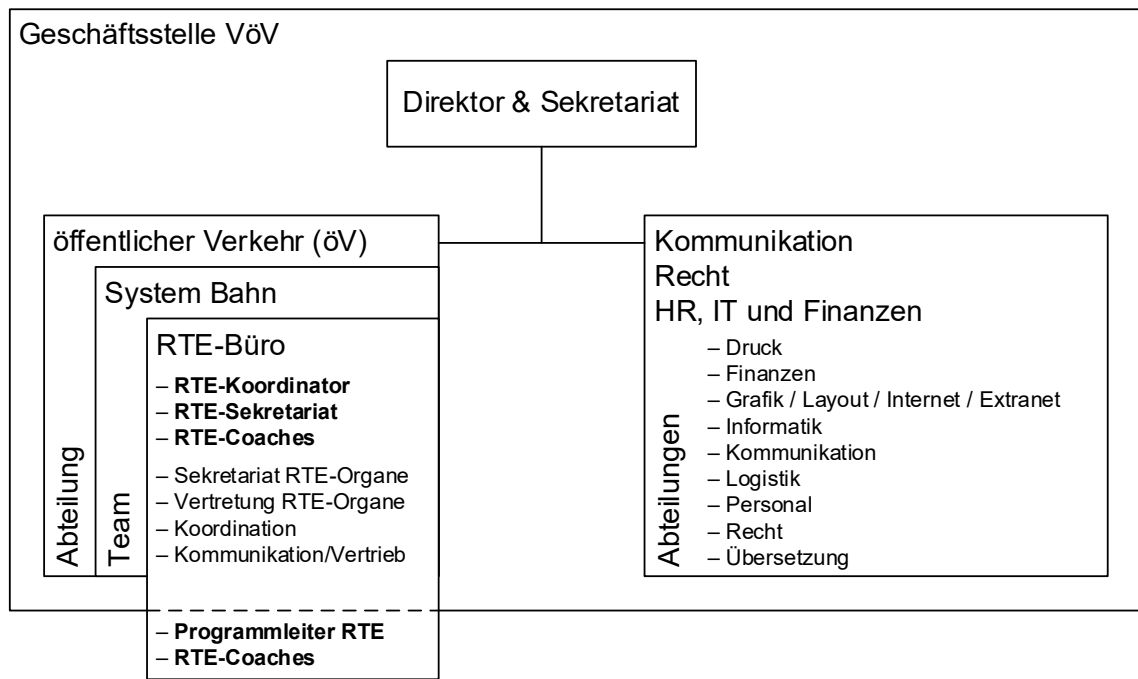 Geschäftsstelle VöV
Direktor & Sekretariat
öffentlicher Verkehr (öV)
System Bahn
RTE-Büro
– RTE-Koordinator
– RTE-Sekretariat
– RTE-Coaches
– Sekretariat RTE-Organe
– Vertretung RTE-Organe
– Koordination
– Kommunikation/Vertrieb
Abteilung
Team
– Programmleiter RTE
– RTE-Coaches
Kommunikation
Recht
HR, IT und Finanzen
– Druck
– Finanzen
– Grafik / Layout / Internet / Extranet
– Informatik
– Kommunikation
– Logistik
– Personal
– Recht
– Übersetzung
Abteilungen